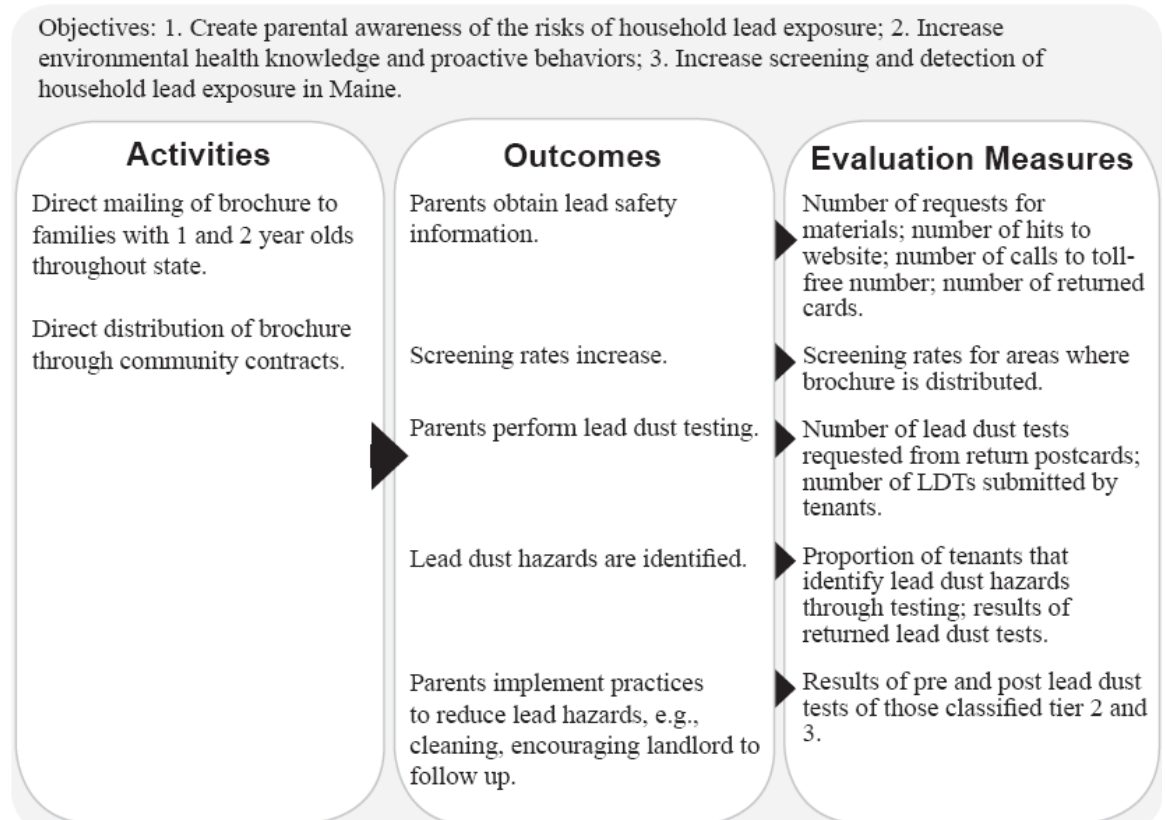 Objectives: 1. Create parental awareness of the risks of household lead exposure; 2. Increase
environmental health knowledge and proactive behaviors; 3. Increase screening and detection of
household lead exposure in Maine.
Activities
Direct mailing of brochure to
families with 1 and 2 year olds
throughout state.
Direct distribution of brochure
through community contracts.
Outcomes
Parents obtain lead safety
information.
Screening rates increase.
Parents perform lead dust testing.
Lead dust hazards are identified.
Parents implement practices
to reduce lead hazards, e.g.,
cleaning, encouraging landlord to
follow up.
Evaluation Measures
Number of requests for
materials; number of hits to
website; number of calls to toll-
free number; number of returned
cards.
Screening rates for areas where
brochure is distributed.
Number of lead dust tests
requested from return postcards;
number of LDTs submitted by
tenants.
Proportion of tenants that
identify lead dust hazards
through testing; results of
returned lead dust tests.
Results of pre and post lead dust
tests of those classified tier 2 and
3.